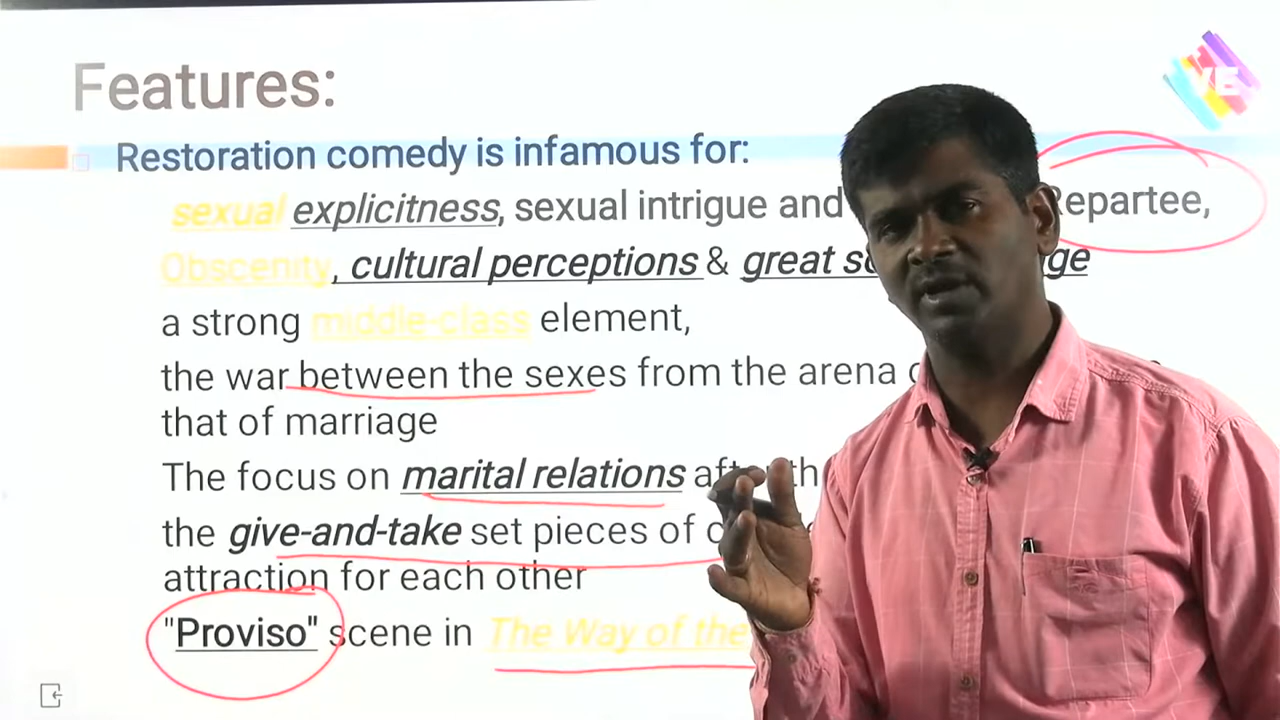 Features:
YE
Restoration comedy is infamous for:
sexual explicitness, sexual intrigue and Repartee,
Obscenity, cultural perceptions & great
a strong middle-class element,
the war between the sexes from the arena
that of marriage
The focus on marital relations
the give-and-take set pieces of
attraction for each other
"Proviso" scene in The Way of the